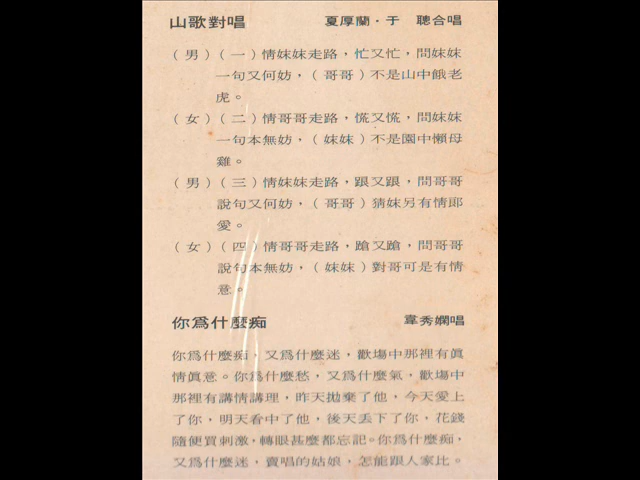 山歌對唱　　　夏厚蘭・于　聰合唱
（男）（一）情妹妹走路，忙又忙，問妹妹
一句又何妨，（哥哥）不是山中餓老
虎。
（女）（二）情哥哥走路，慌又慌，問妹妹
一句本無妨，（妹妹）不是園中懶母
雞。
（男）（三）情妹妹走路，踉又踉，問哥哥
說句又何妨，（哥哥）猜妹另有情郎
愛。
（女）（四）情哥哥走路，蹌又蹌，問哥哥
說句本無妨，（妹妹）對哥可是有情
意。
你爲什麼痴　　　韋秀嫻唱
你爲什麼痴，又爲什麼迷，歡塲中那裡有眞
情眞意。你爲什麼愁，又爲什麼氣，歡塲中
那裡有講情講理，昨天拋棄了他，今天愛上
了你，明天看中了他，後天丢下了你，花錢
隨便買刺激，轉眼甚麼都忘記。你爲什麼痴，
又爲什麼迷，賣唱的姑娘，怎能跟人家比。